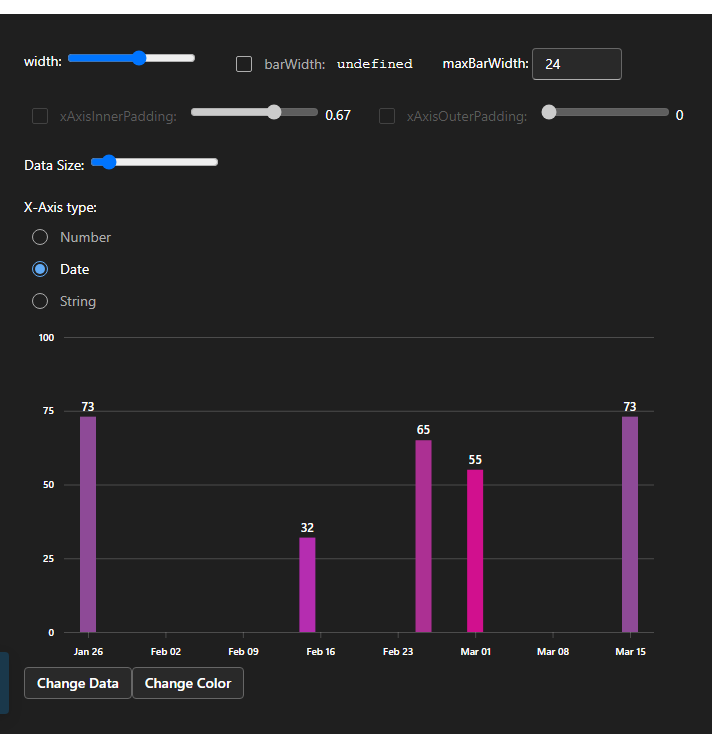 width: barWidth: undefined maxBarWidth: 24
xAxisInnerPadding: 0.67 xAxisOuterPadding: 0
Data Size:
X-Axis type:
Number
Date
String
100
73 73
75
65
55
50
32
25
0
Jan 26 Feb 02 Feb 09 Feb 16 Feb 23 Mar 01 Mar 08 Mar 15
Change Data Change Color